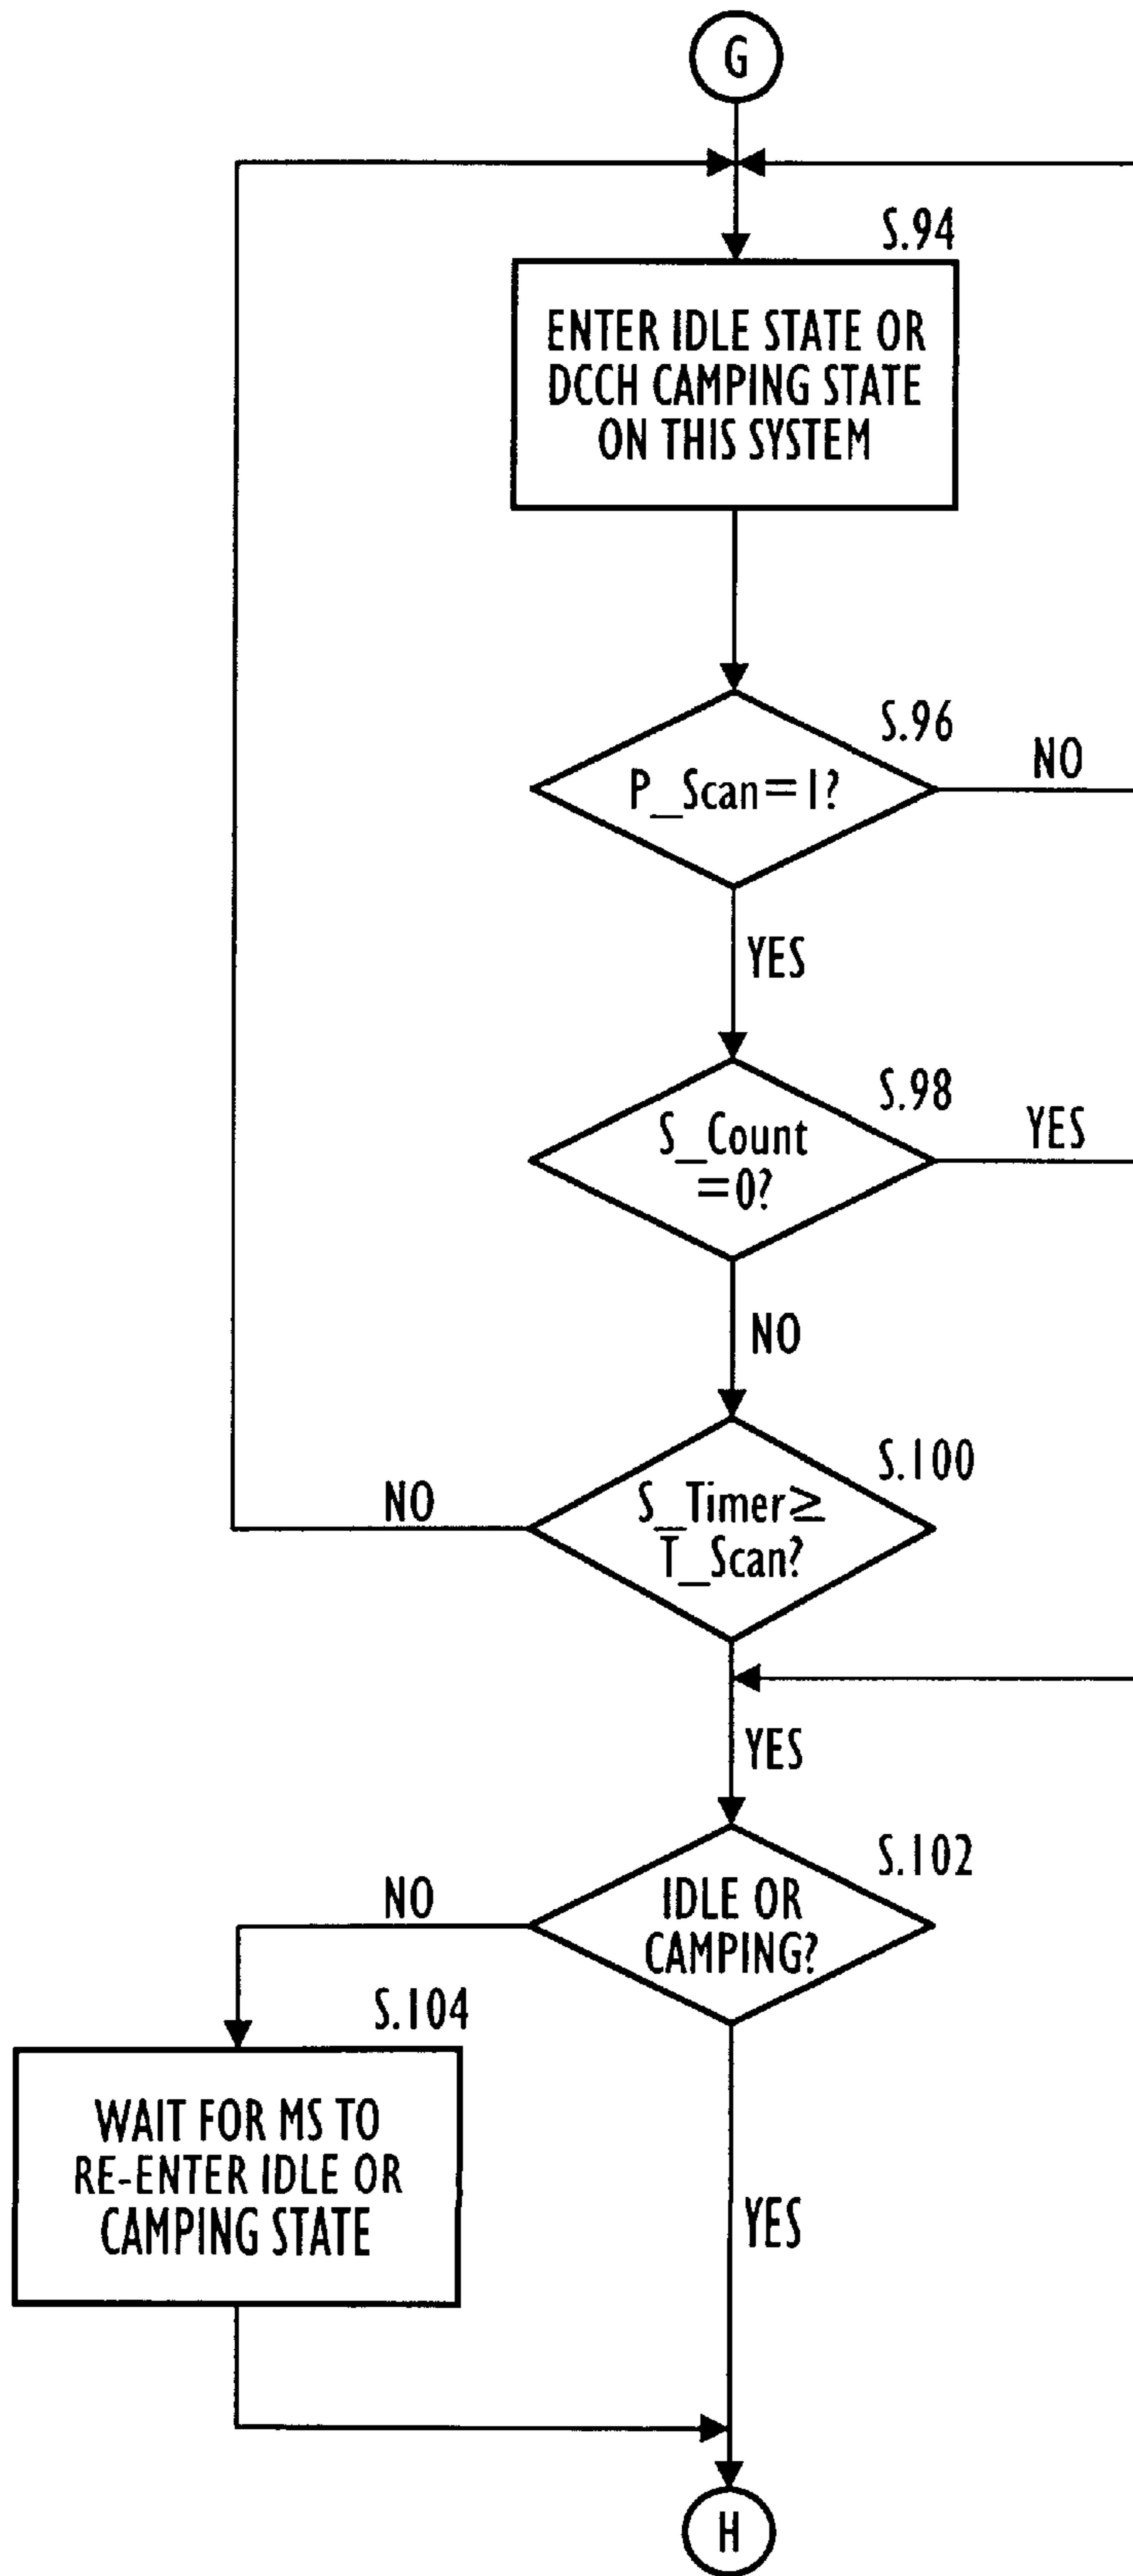 G
S.94
ENTER IDLE STATE OR
DCCH CAMPING STATE
ON THIS SYSTEM
S.96
P_Scan=1?
NO
YES
S.98
S_Count
=0?
YES
NO
S.100
S_Timer≥
T_Scan?
NO
YES
S.102
IDLE OR
CAMPING?
NO
S.104
WAIT FOR MS TO
RE-ENTER IDLE OR
CAMPING STATE
YES
H